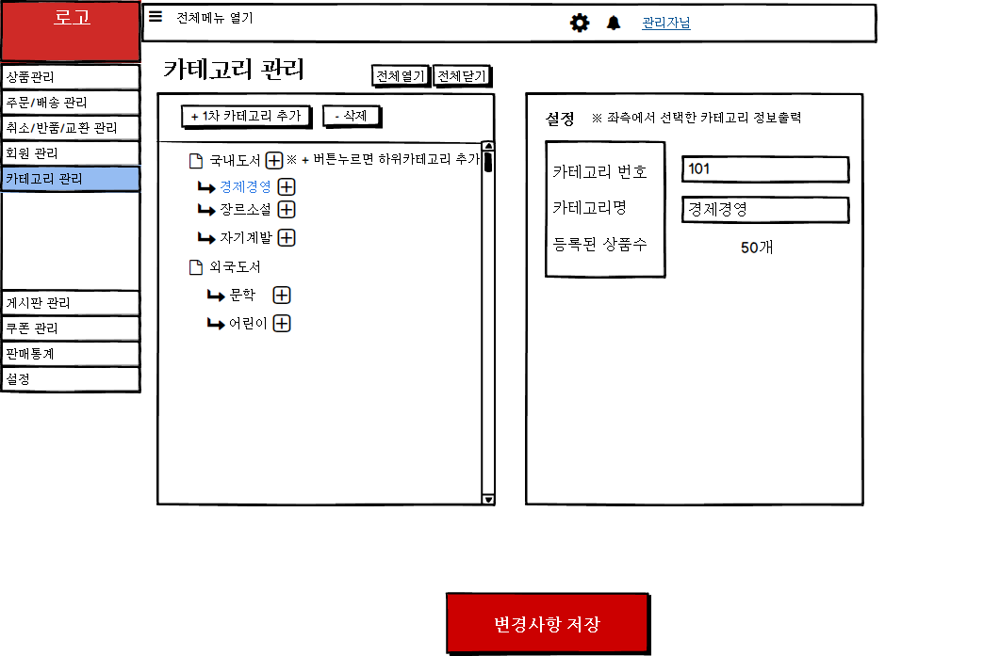 로고
전체메뉴 열기
관리자님
상품관리
주문/배송 관리
취소/반품/교환 관리
회원 관리
카테고리 관리
게시판 관리
쿠폰 관리
판매통계
설정
카테고리 관리
전체열기
전체닫기
+ 1차 카테고리 추가
- 삭제
국내도서 ※ + 버튼누르면 하위카테고리 추가
경제경영
장르소설
자기계발
외국도서
문학
어린이
설정 ※ 좌측에서 선택한 카테고리 정보출력
카테고리 번호 101
카테고리명 경제경영
등록된 상품수 50개
변경사항 저장